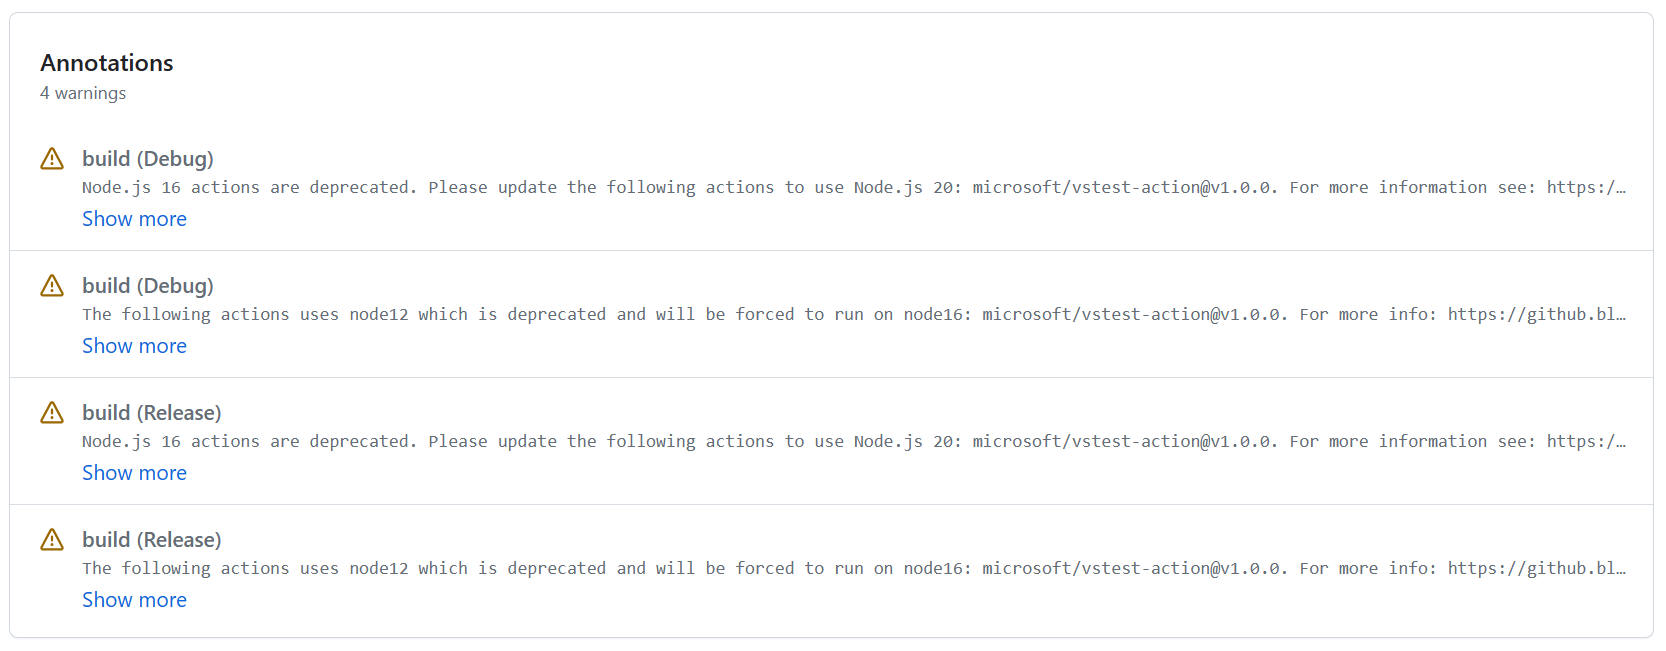 Annotations
4 warnings
build (Debug)
Node.js 16 actions are deprecated. Please update the following actions to use Node.js 20: microsoft/vstest-action@v1.0.0. For more information see: https:/…
Show more
build (Debug)
The following actions uses node12 which is deprecated and will be forced to run on node16: microsoft/vstest-action@v1.0.0. For more info: https://github.bl…
Show more
build (Release)
Node.js 16 actions are deprecated. Please update the following actions to use Node.js 20: microsoft/vstest-action@v1.0.0. For more information see: https:/…
Show more
build (Release)
The following actions uses node12 which is deprecated and will be forced to run on node16: microsoft/vstest-action@v1.0.0. For more info: https://github.bl…
Show more